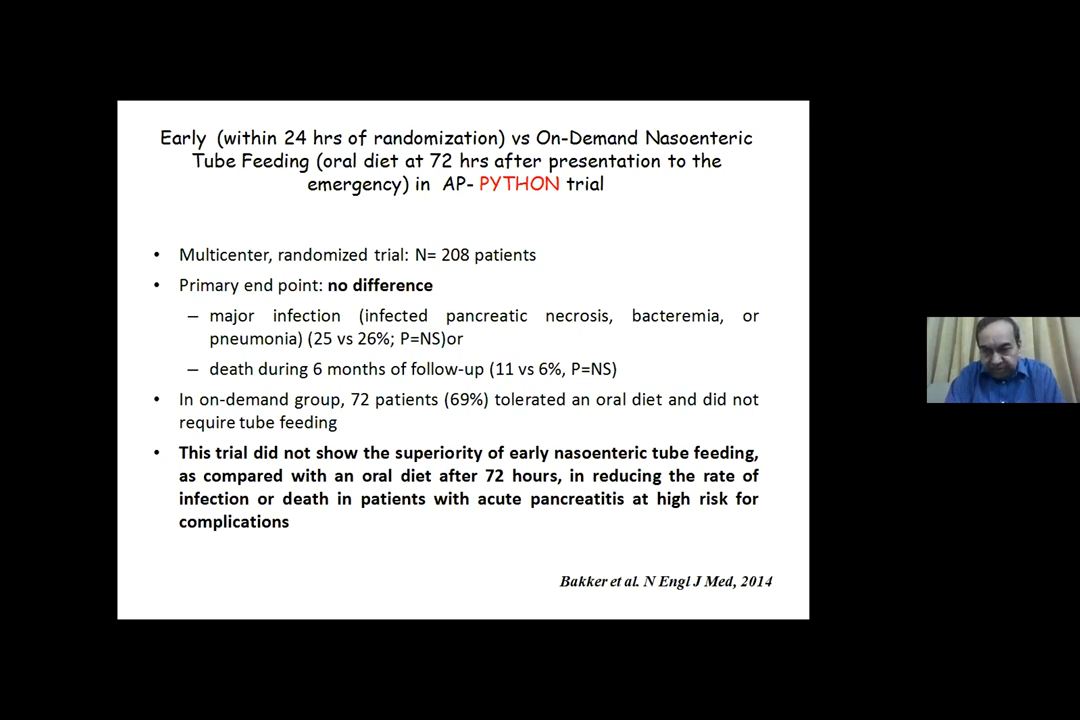 Early (within 24 hrs of randomization) vs On-Demand Nasoenteric
Tube Feeding (oral diet at 72 hrs after presentation to the
emergency) in AP- PYTHON trial
• Multicenter, randomized trial: N= 208 patients
• Primary end point: no difference
– major infection (infected pancreatic necrosis, bacteremia, or
pneumonia) (25 vs 26%; P=NS)or
– death during 6 months of follow-up (11 vs 6%, P=NS)
• In on-demand group, 72 patients (69%) tolerated an oral diet and did not
require tube feeding
• This trial did not show the superiority of early nasoenteric tube feeding,
as compared with an oral diet after 72 hours, in reducing the rate of
infection or death in patients with acute pancreatitis at high risk for
complications
Bakker et al. N Engl J Med, 2014